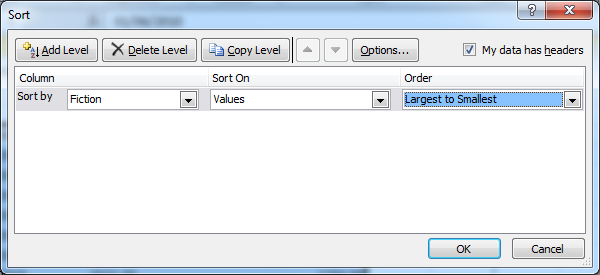 Sort
Add Level Delete Level Copy Level Options... My data has headers
Column Sort On Order
Sort by Fiction Values Largest to Smallest
OK Cancel